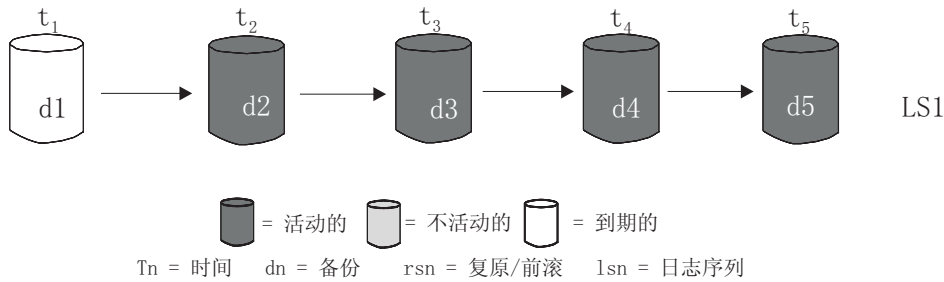 t1 t2 t3 t4 t5
d1 d2 d3 d4 d5 LS1
= 活动的 = 不活动的 = 到期的
Tn = 时间 dn = 备份 rsn = 复原/前滚 lsn = 日志序列